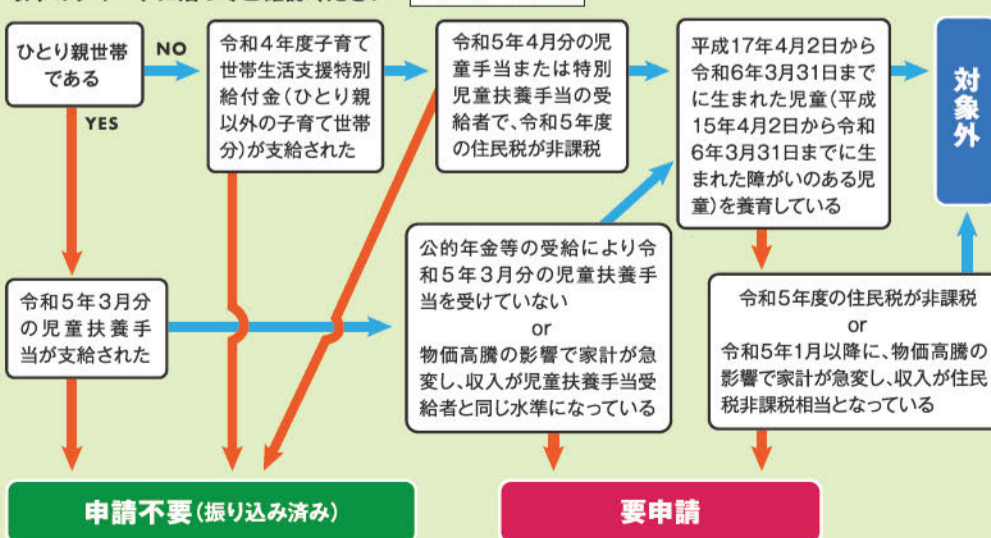 ひとり親世帯
である
NO
YES
令和4年度子育て
世帯生活支援特別
給付金(ひとり親
以外の子育て世帯
分)が支給された
令和5年4月分の児
童手当または特別
児童扶養手当の受
給者で、令和5年度
の住民税が非課税
平成17年4月2日から
令和6年3月31日まで
に生まれた児童(平成
15年4月2日から令和
6年3月31日までに生
まれた障がいのある児
童)を養育している
対象外
令和5年3月分
の児童扶養手
当が支給された
公的年金等の受給により令
和5年3月分の児童扶養手
当を受けていない
or
物価高騰の影響で家計が急
変し、収入が児童扶養手当受
給者と同じ水準になっている
令和5年度の住民税が非課税
or
令和5年1月以降に、物価高騰の
影響で家計が急変し、収入が住民
税非課税相当となっている
申請不要(振り込み済み)
要申請